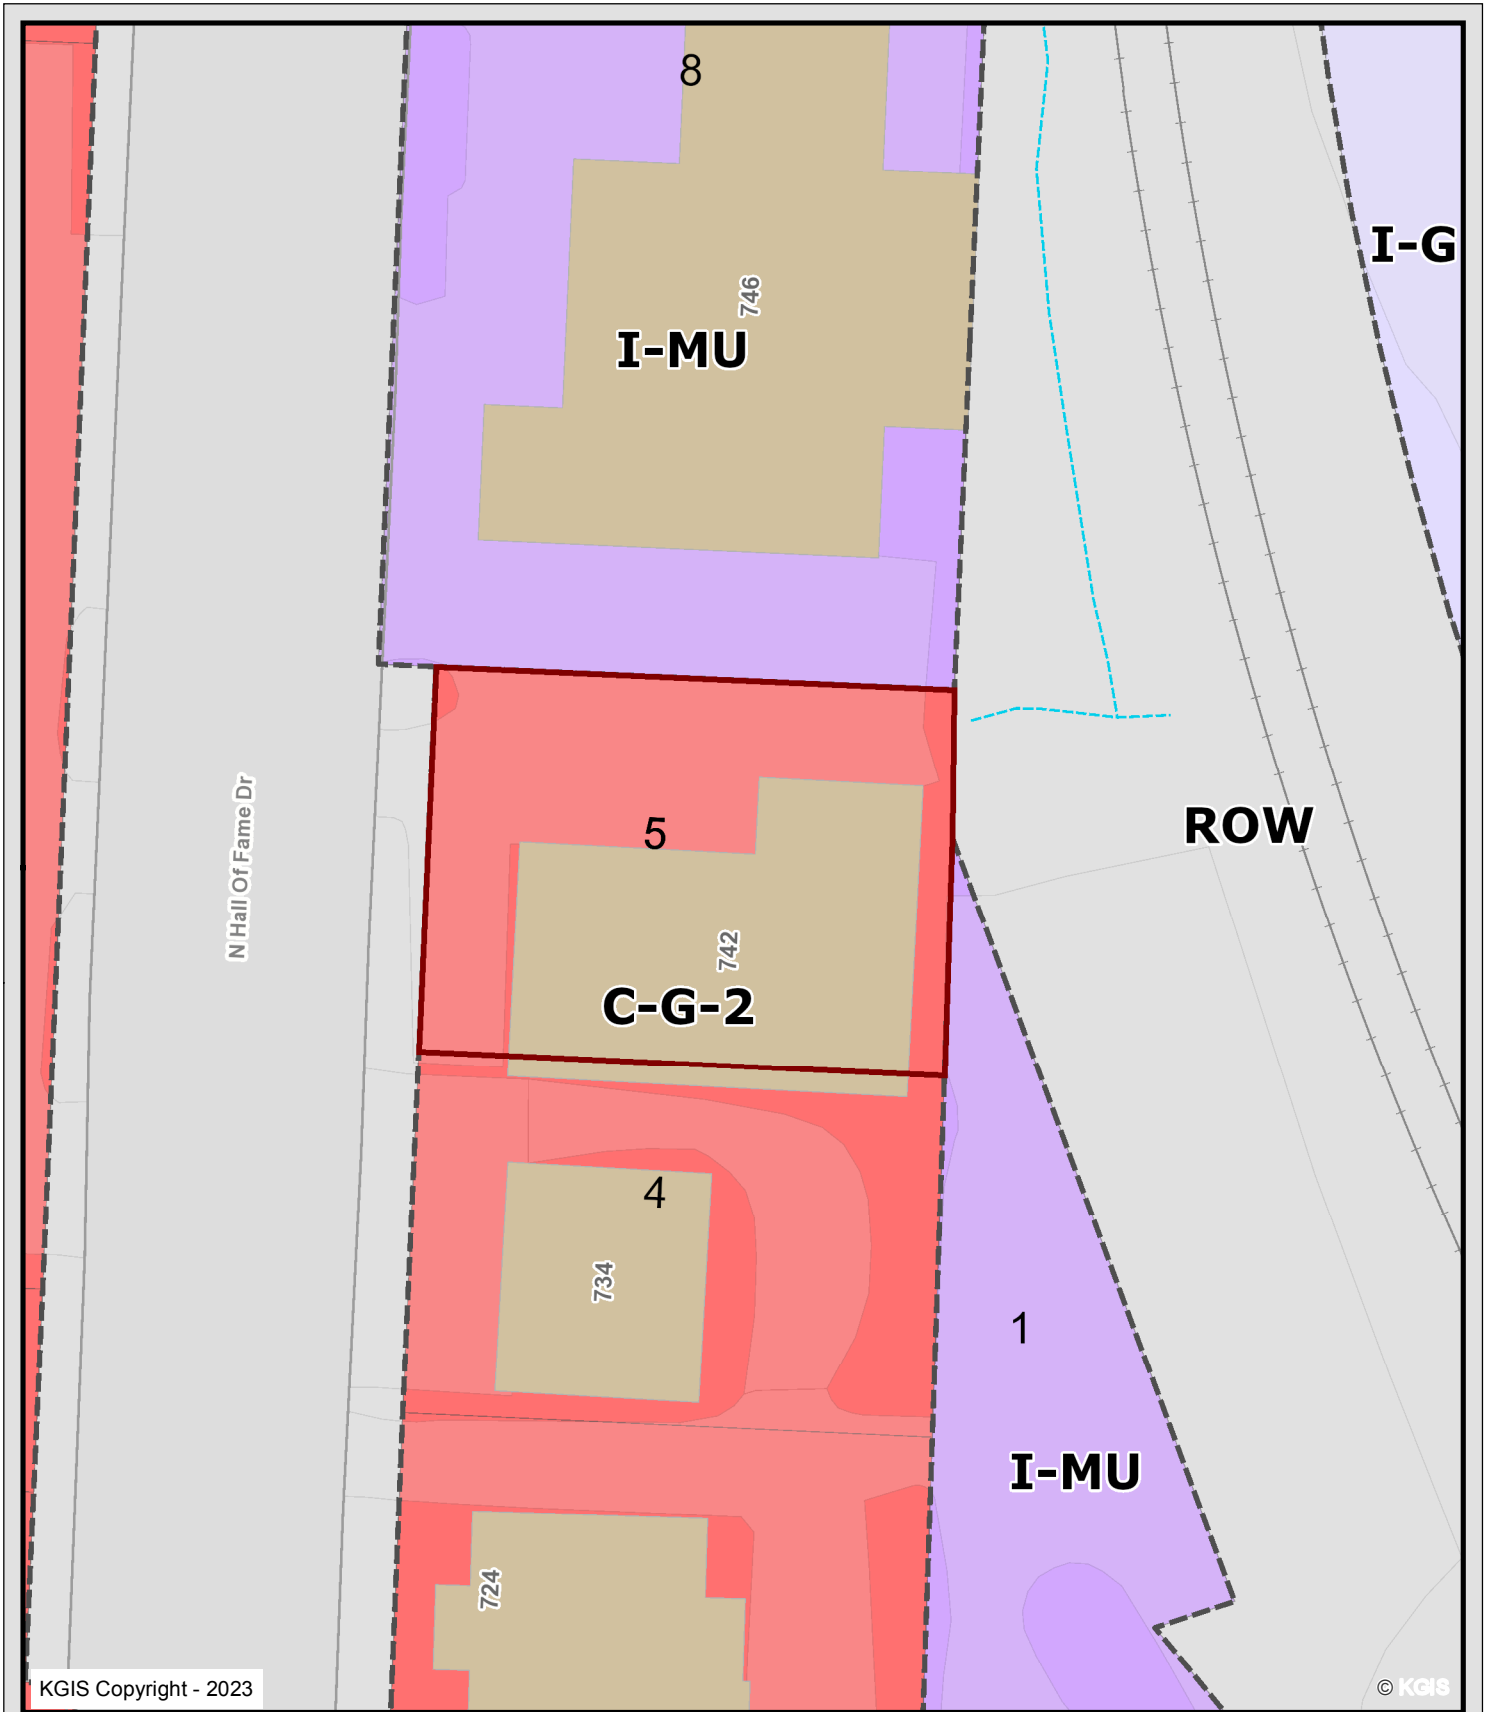 8
I-G
746
I-MU
N Hall Of Fame Dr
5
ROW
742
C-G-2
4
734
1
I-MU
724
KGIS Copyright - 2023
© KGIS